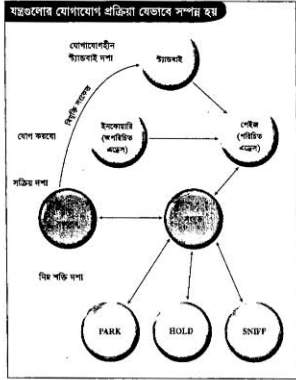 যন্ত্রগুলোর যোগাযোগ প্রক্রিয়া যেভাবে সম্পন্ন হয়
যোগাযোগহীন
স্ট্যান্ডবাই দশা
স্ট্যান্ডবাই
বিযুক্তি সংকেত
যোগ করবো
ইনকোয়ারি
(অপরিচিত
এড্রেস)
পেইজ
(পরিচিত
এড্রেস)
সক্রিয় দশা
নিম্ন শক্তি দশা
PARK
HOLD
SNIFF